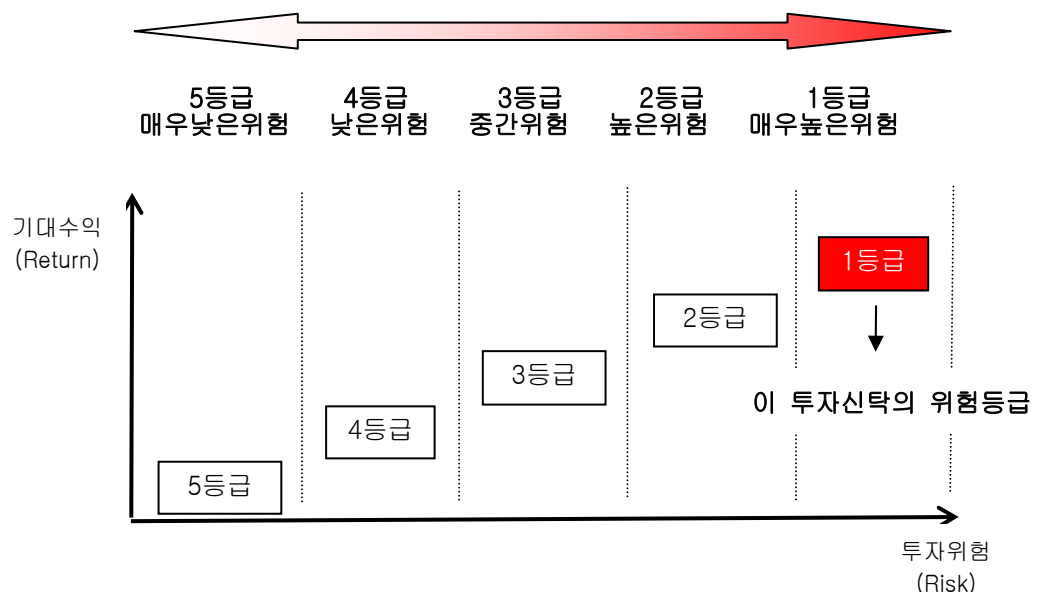 5등급 4등급 3등급 2등급 1등급
매우낮은위험 낮은위험 중간위험 높은위험 매우높은위험
기대수익
(Return)
1등급
2등급
3등급
이 투자신탁의 위험등급
4등급
5등급
투자위험
(Risk)